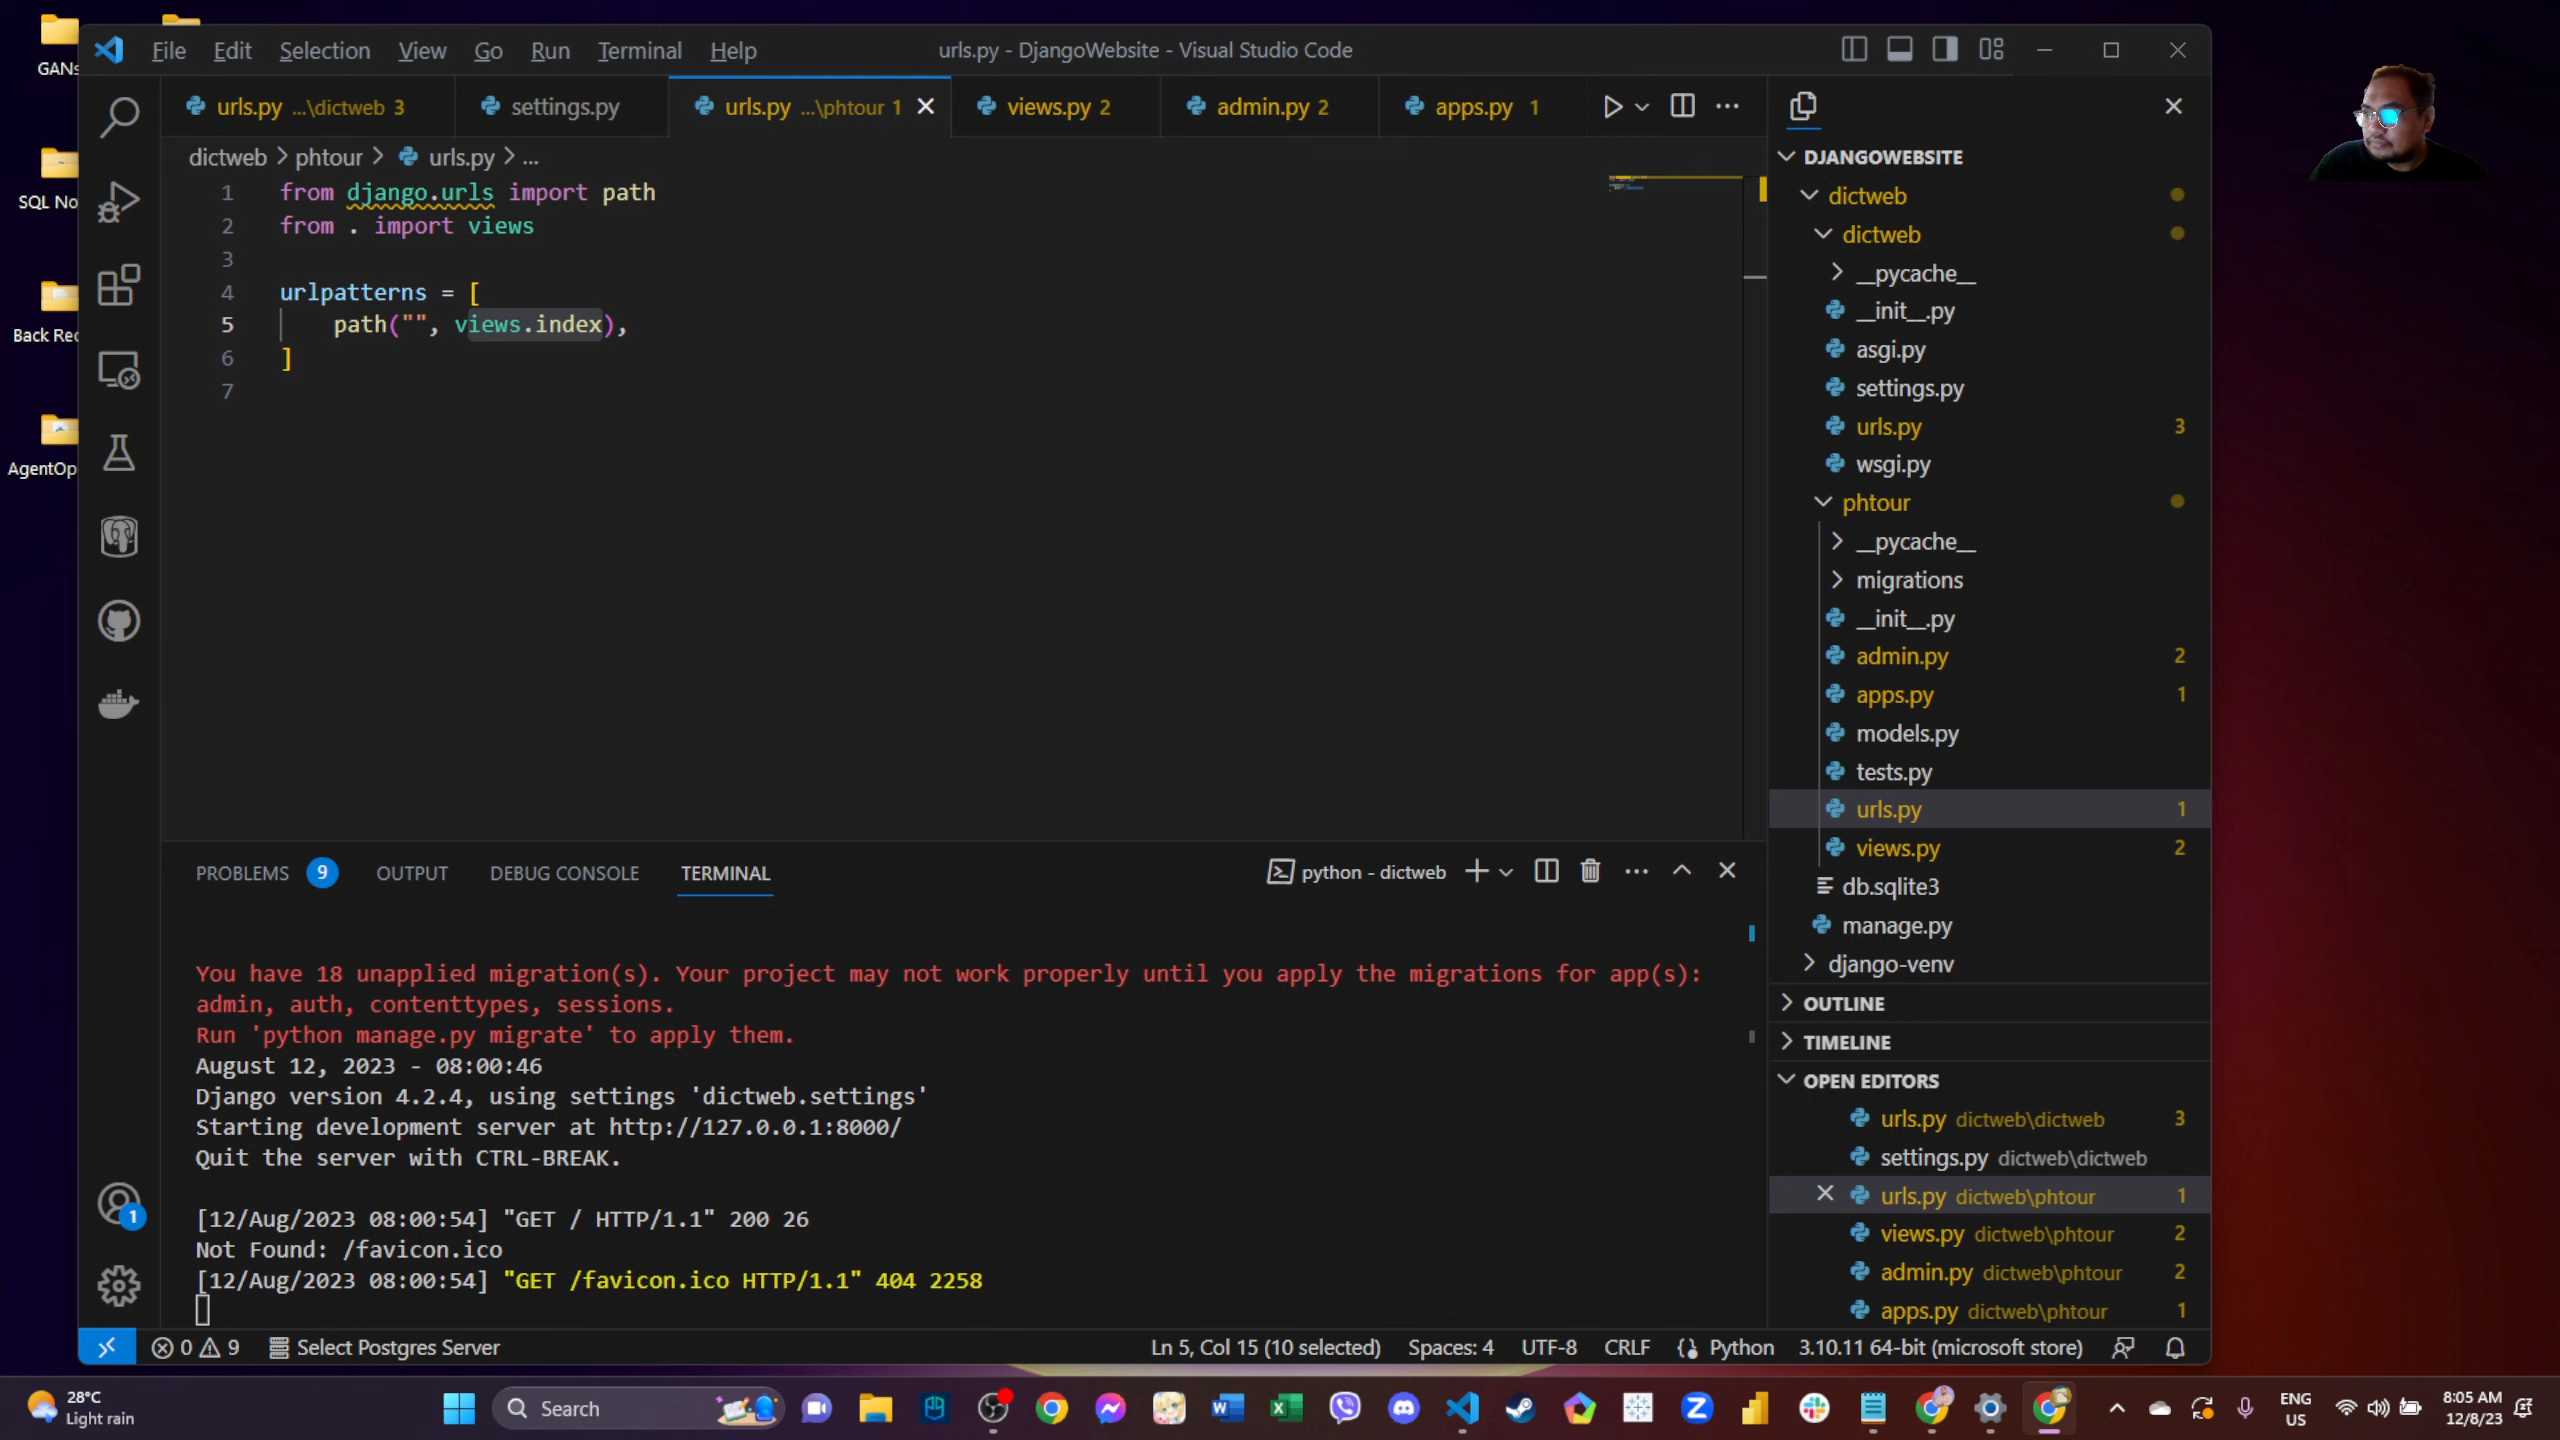 GANs
SQL No
Back Rec
AgentOp
File Edit Selection View Go Run Terminal Help
urls.py - DjangoWebsite - Visual Studio Code
urls.py ...\dictweb 3
settings.py
urls.py ...\phtour 1
views.py 2
admin.py 2
apps.py 1
dictweb > phtour > urls.py > ...
1 from django.urls import path
2 from . import views
3
4 urlpatterns = [
5 path("", views.index),
6 ]
7
DJANGOWEBSITE
dictweb
dictweb
__pycache__
__init__.py
asgi.py
settings.py
urls.py 3
wsgi.py
phtour
__pycache__
migrations
__init__.py
admin.py 2
apps.py 1
models.py
tests.py
urls.py 1
views.py 2
db.sqlite3
manage.py
django-venv
OUTLINE
TIMELINE
OPEN EDITORS
urls.py dictweb\dictweb 3
settings.py dictweb\dictweb
urls.py dictweb\phtour 1
views.py dictweb\phtour 2
admin.py dictweb\phtour 2
apps.py dictweb\phtour 1
PROBLEMS 9 OUTPUT DEBUG CONSOLE TERMINAL
python - dictweb
You have 18 unapplied migration(s). Your project may not work properly until you apply the migrations for app(s):
admin, auth, contenttypes, sessions.
Run 'python manage.py migrate' to apply them.
August 12, 2023 - 08:00:46
Django version 4.2.4, using settings 'dictweb.settings'
Starting development server at http://127.0.0.1:8000/
Quit the server with CTRL-BREAK.
[12/Aug/2023 08:00:54] "GET / HTTP/1.1" 200 26
Not Found: /favicon.ico
[12/Aug/2023 08:00:54] "GET /favicon.ico HTTP/1.1" 404 2258
1
0 9 Select Postgres Server
Ln 5, Col 15 (10 selected) Spaces: 4 UTF-8 CRLF Python 3.10.11 64-bit (microsoft store)
28°C
Light rain
Search
ENG
US
8:05 AM
12/8/23